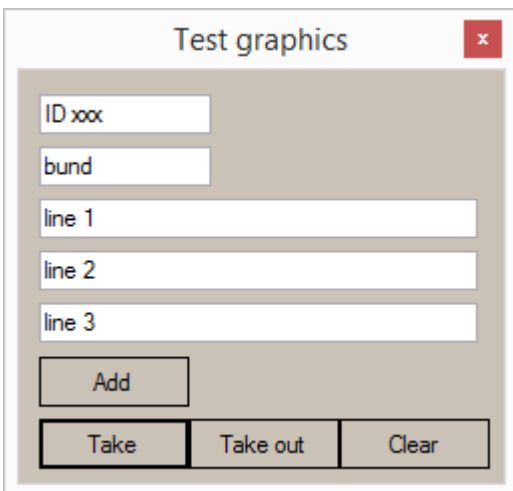 Test graphics x
ID xxx
bund
line 1
line 2
line 3
Add
Take Take out Clear